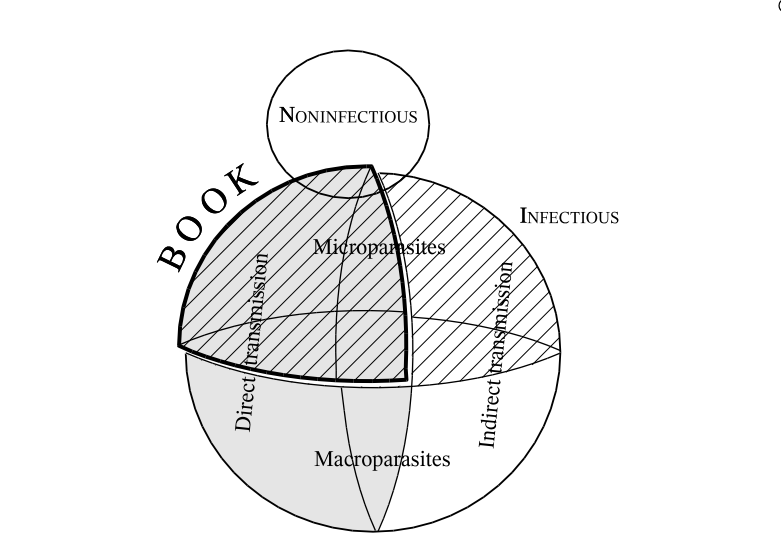 NONINFECTIOUS
BOOK
INFECTIOUS
Microparasites
Direct transmission
Indirect transmission
Macroparasites